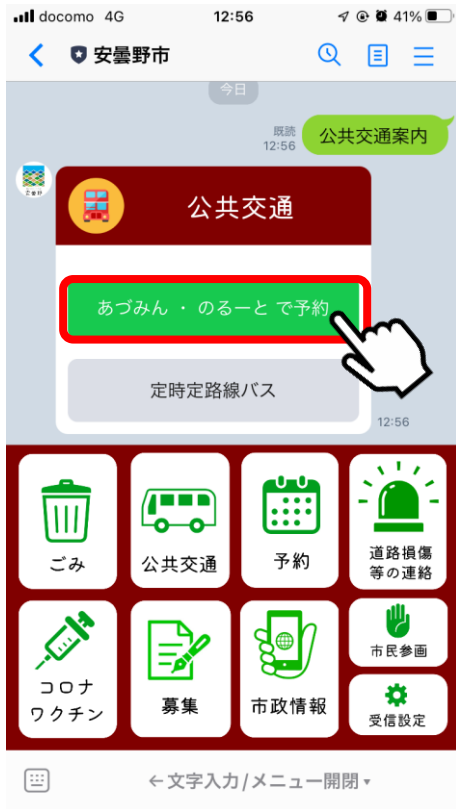 docomo 4G 12:56 41%
安曇野市
今日
既読
12:56
公共交通案内
公共交通
あづみん ・ のるーと で予約
定時定路線バス
12:56
ごみ
公共交通
予約
道路損傷
等の連絡
コロナ
ワクチン
募集
市政情報
市民参画
受信設定
←文字入力/メニュー開閉▼